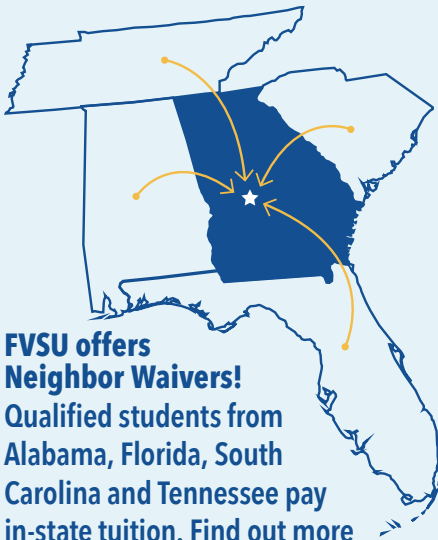 FVSU offers
Neighbor Waivers!
Qualified students from
Alabama, Florida, South
Carolina and Tennessee pay
in-state tuition. Find out more